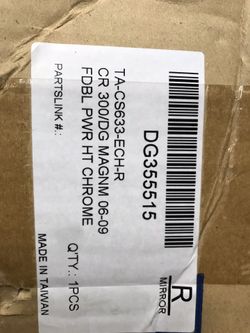 DG355515
R
MIRROR
TA-CS633-ECH-R
CR 300/DG MAGNM 06-09
FDBL PWR HT CHROME
PARTSLINK #.:
Q'TY.: 1PCS
MADE IN TAIWAN